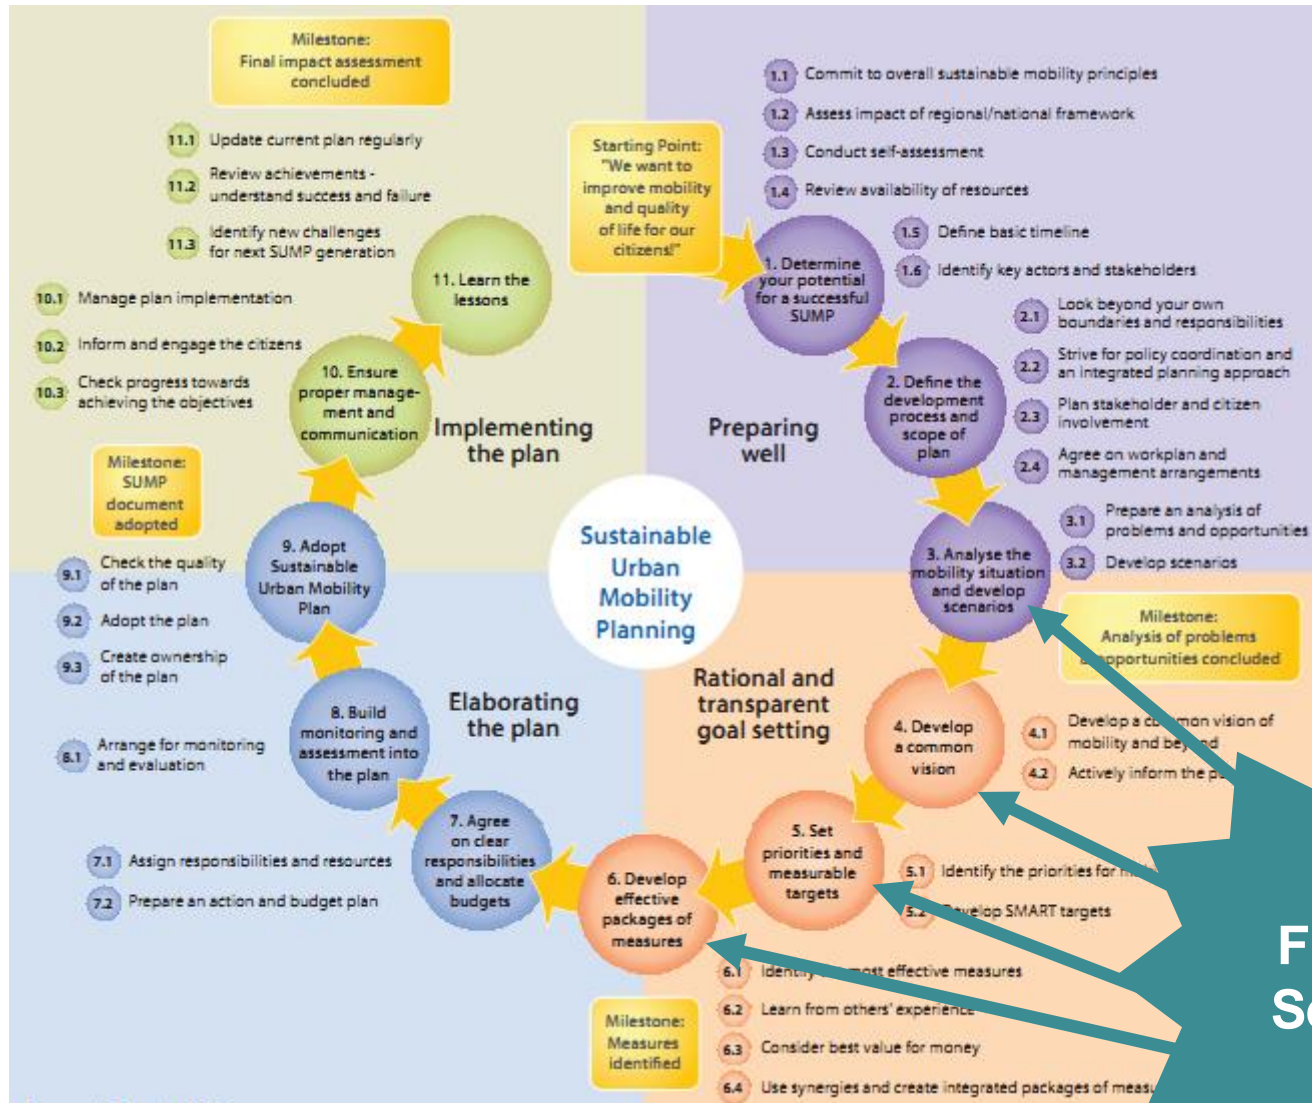 Milestone:
Final impact assessment
concluded
11.1 Update current plan regularly
11.2 Review achievements -
understand success and failure
11.3 Identify new challenges
for next SUMP generation
11. Learn the
lessons
10.1 Manage plan implementation
10.2 Inform and engage the citizens
10.3 Check progress towards
achieving the objectives
10. Ensure
proper manage-
ment and
communication
Implementing
the plan
Starting Point:
"We want to
improve mobility
and quality
of life for our
citizens!"
1.1 Commit to overall sustainable mobility principles
1.2 Assess impact of regional/national framework
1.3 Conduct self-assessment
1.4 Review availability of resources
1.5 Define basic timeline
1.6 Identify key actors and stakeholders
1. Determine
your potential
for a successful
SUMP
2.1 Look beyond your own
boundaries and responsibilities
2.2 Strive for policy coordination and
an integrated planning approach
2.3 Plan stakeholder and citizen
involvement
2.4 Agree on workplan and
management arrangements
2. Define the
development
process and
scope of
plan
Preparing
well
3.1 Prepare an analysis of
problems and opportunities
3.2 Develop scenarios
3. Analyse the
mobility situation
and develop
scenarios
Milestone:
Analysis of problems
opportunities concluded
Sustainable
Urban
Mobility
Planning
Milestone:
SUMP
document
adopted
9.1 Check the quality
of the plan
9.2 Adopt the plan
9.3 Create ownership
of the plan
9. Adopt
Sustainable
Urban Mobility
Plan
8.1 Arrange for monitoring
and evaluation
8. Build
monitoring and
assessment into
the plan
Elaborating
the plan
7.1 Assign responsibilities and resources
7.2 Prepare an action and budget plan
7. Agree
on clear
responsibilities
and allocate
budgets
Rational and
transparent
goal setting
4. Develop
a common
vision
4.1 Develop a common vision of
mobility and beyond
4.2 Actively inform the
5. Set
priorities and
measurable
targets
5.1 Identify the priorities for
5.2 Develop SMART targets
6. Develop
effective
packages of
measures
6.1 Identify most effective measures
6.2 Learn from others' experience
6.3 Consider best value for money
6.4 Use synergies and create integrated packages of
Milestone:
Measures
identified